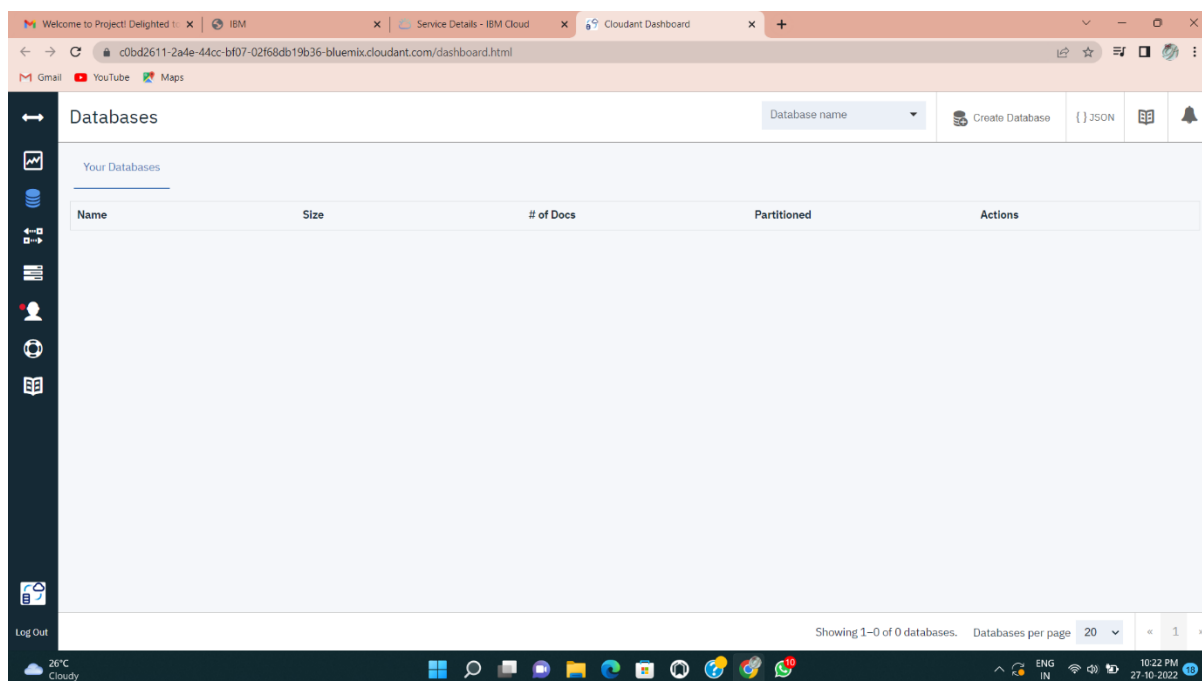 Welcome to Project! Delighted to
IBM
Service Details - IBM Cloud
Cloudant Dashboard
c0bd2611-2a4e-44cc-bf07-02f68db19b36-bluemix.cloudant.com/dashboard.html
Gmail
YouTube
Maps
Databases
Database name
Create Database
{ } JSON
Your Databases
Name Size # of Docs Partitioned Actions
Log Out
Showing 1–0 of 0 databases. Databases per page 20 « 1 »
26°C
Cloudy
10
ENG
IN
10:22 PM
27-10-2022
18